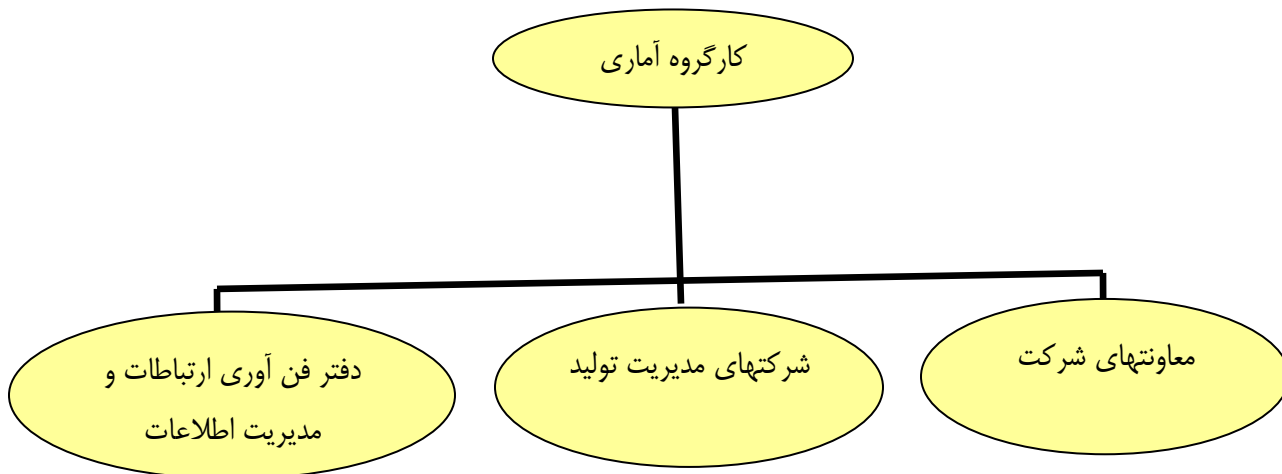 کارگروه آماری
معاونتهای شرکت
شرکتهای مدیریت تولید
دفتر فن آوری ارتباطات و
مدیریت اطلاعات